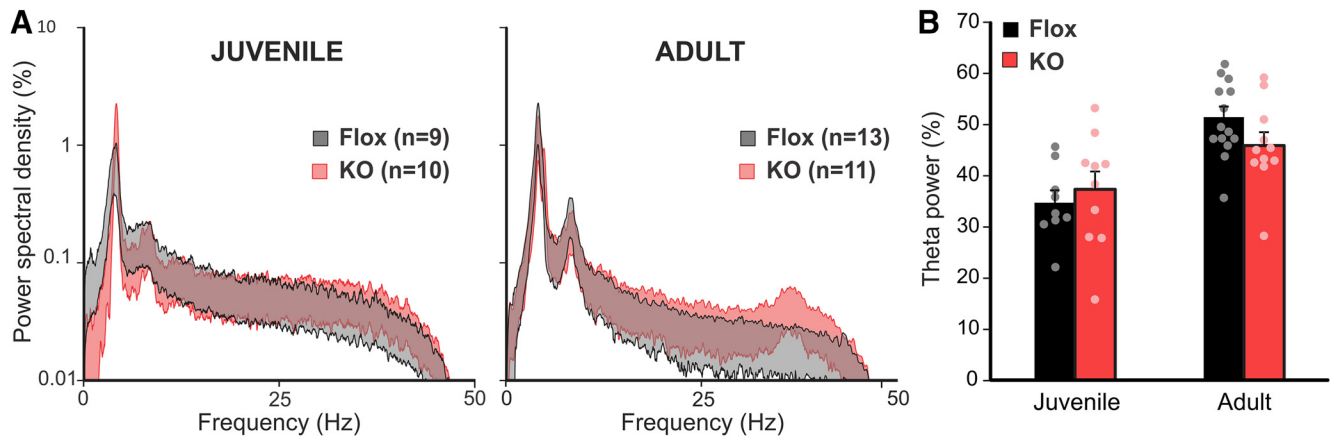 A
JUVENILE
ADULT
Power spectral density (%)
10
1
0.1
0.01
Flox (n=9)
KO (n=10)
Flox (n=13)
KO (n=11)
0
25
50
0
25
50
Frequency (Hz)
Frequency (Hz)
B
Flox
KO
Theta power (%)
70
60
50
40
30
20
10
0
Juvenile
Adult